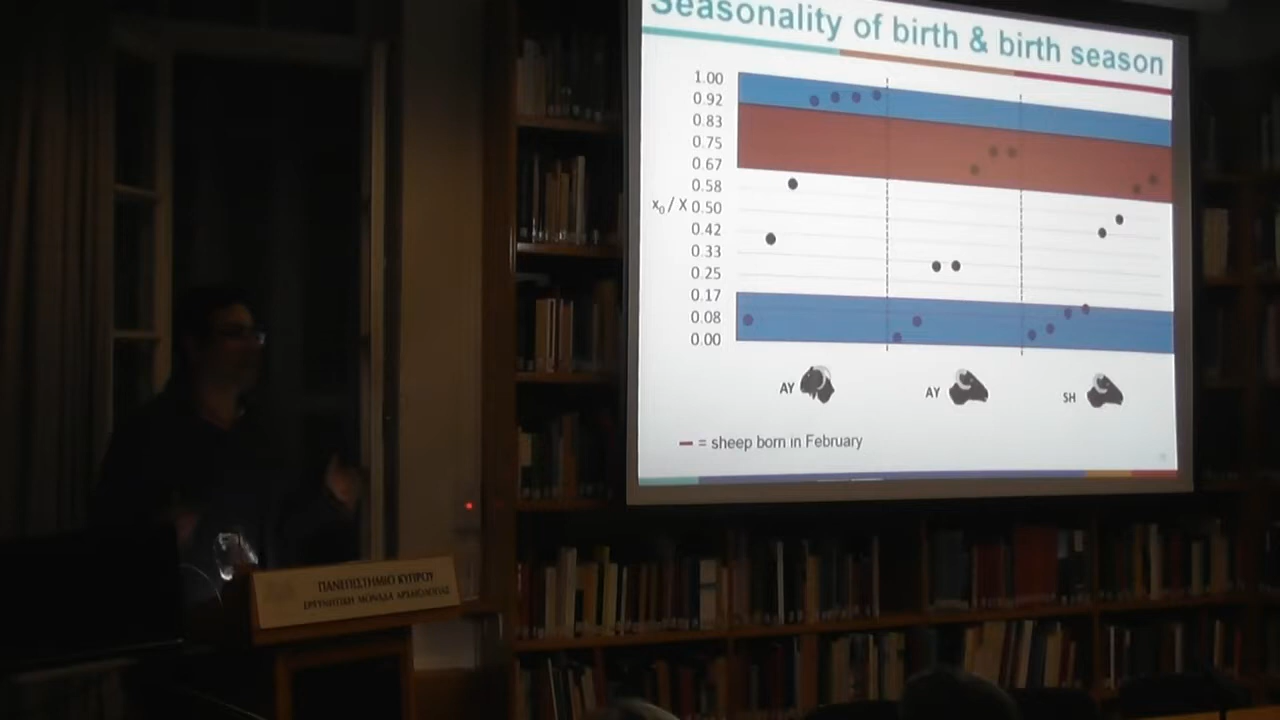 Seasonality of birth & birth season
1.00
0.92
0.83
0.75
0.67
0.58
x₀ / X 0.50
0.42
0.33
0.25
0.17
0.08
0.00
AY AY SH
= sheep born in February
ΠΑΝΕΠΙΣΤΗΜΙΟ ΚΥΠΡΟΥ
ΕΡΕΥΝΗΤΙΚΗ ΜΟΝΑΔΑ ΑΡΧΑΙΟΛΟΓΙΑΣ